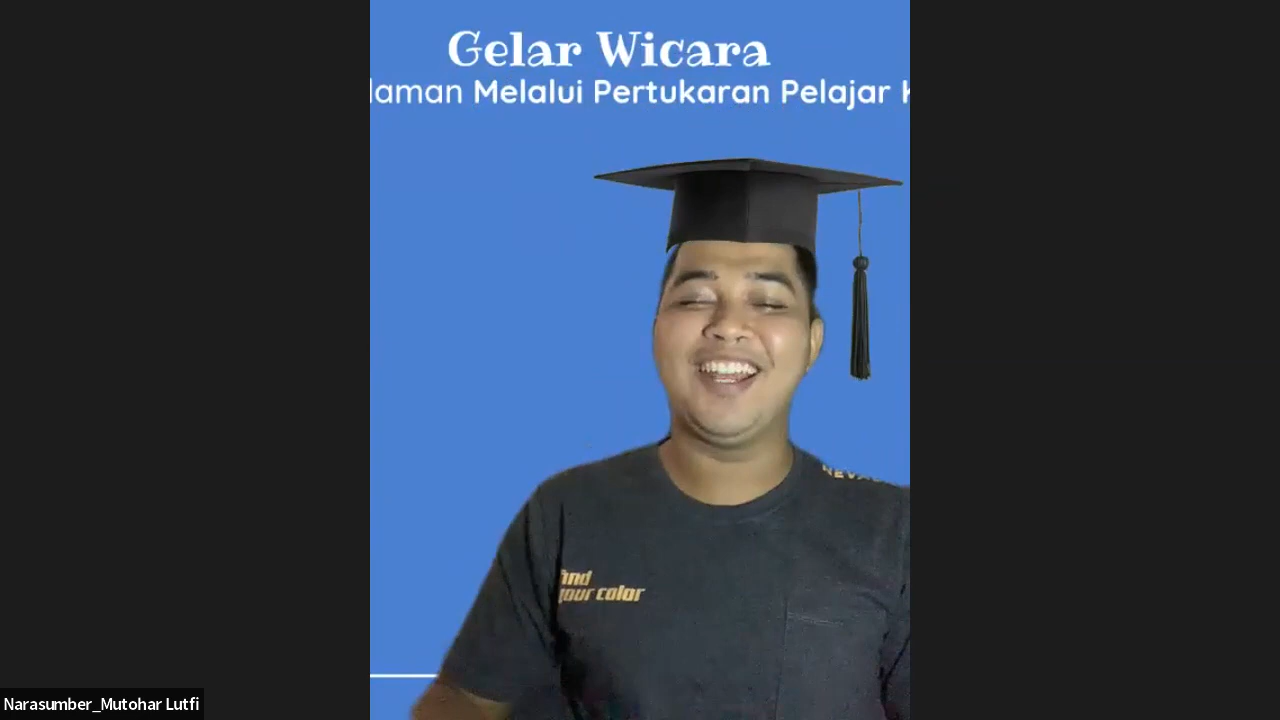 Gelar Wicara
laman Melalui Pertukaran Pelajar
find
your color
Narasumber_Mutohar Lutfi